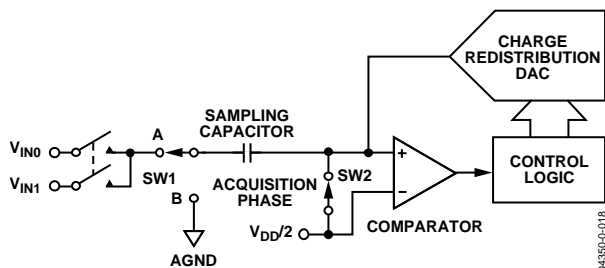 CHARGE
REDISTRIBUTION
DAC
SAMPLING
CAPACITOR
A
VIN0
VIN1
SW1
B
AGND
ACQUISITION
PHASE
SW2
VDD/2
+
−
COMPARATOR
CONTROL
LOGIC
04350-0-018